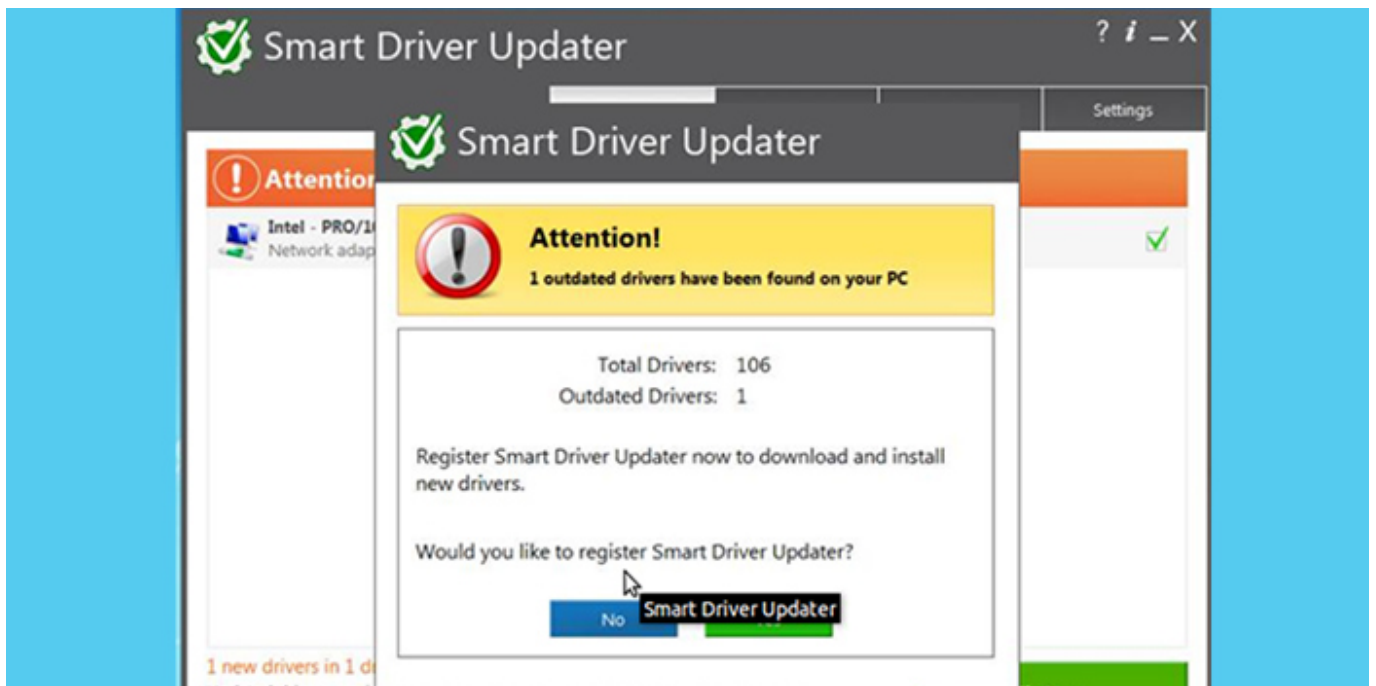 Smart Driver Updater
? i _ X
Settings
Smart Driver Updater
Attention
Attention!
Intel - PRO/10
Network adap
1 outdated drivers have been found on your PC
Total Drivers: 106
Outdated Drivers: 1
Register Smart Driver Updater now to download and install
new drivers.
Would you like to register Smart Driver Updater?
No
Smart Driver Updater
1 new drivers in 1